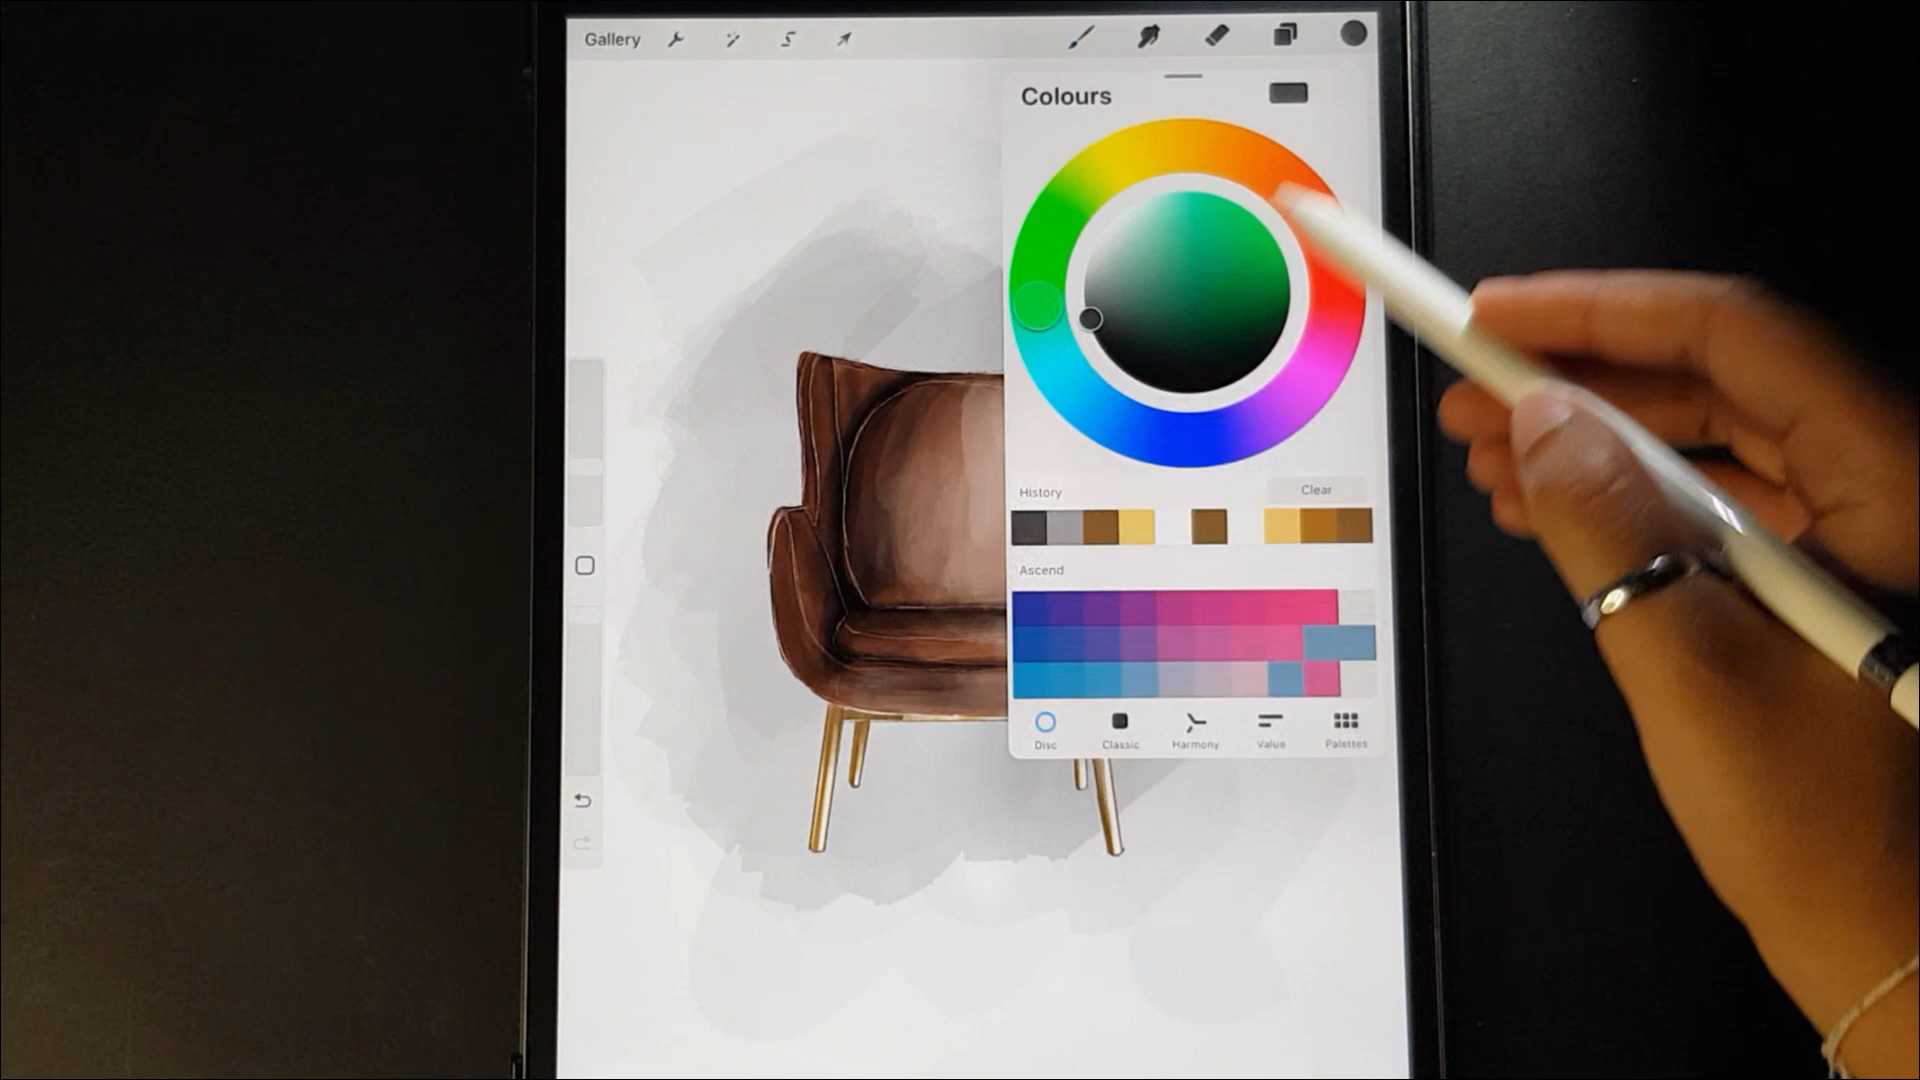 Gallery
Colours
History
Clear
Ascend
Disc
Classic
Harmony
Value
Palettes